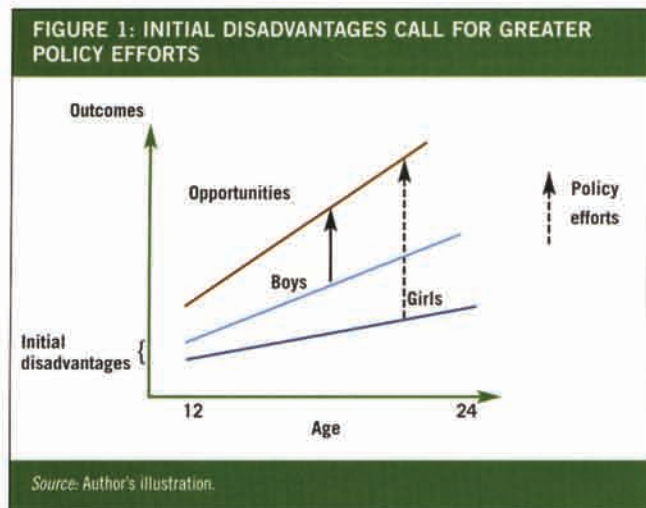 FIGURE 1: INITIAL DISADVANTAGES CALL FOR GREATER
POLICY EFFORTS
Outcomes
Opportunities
Policy
efforts
Boys
Girls
Initial
disadvantages
12
24
Age
Source: Author's illustration.